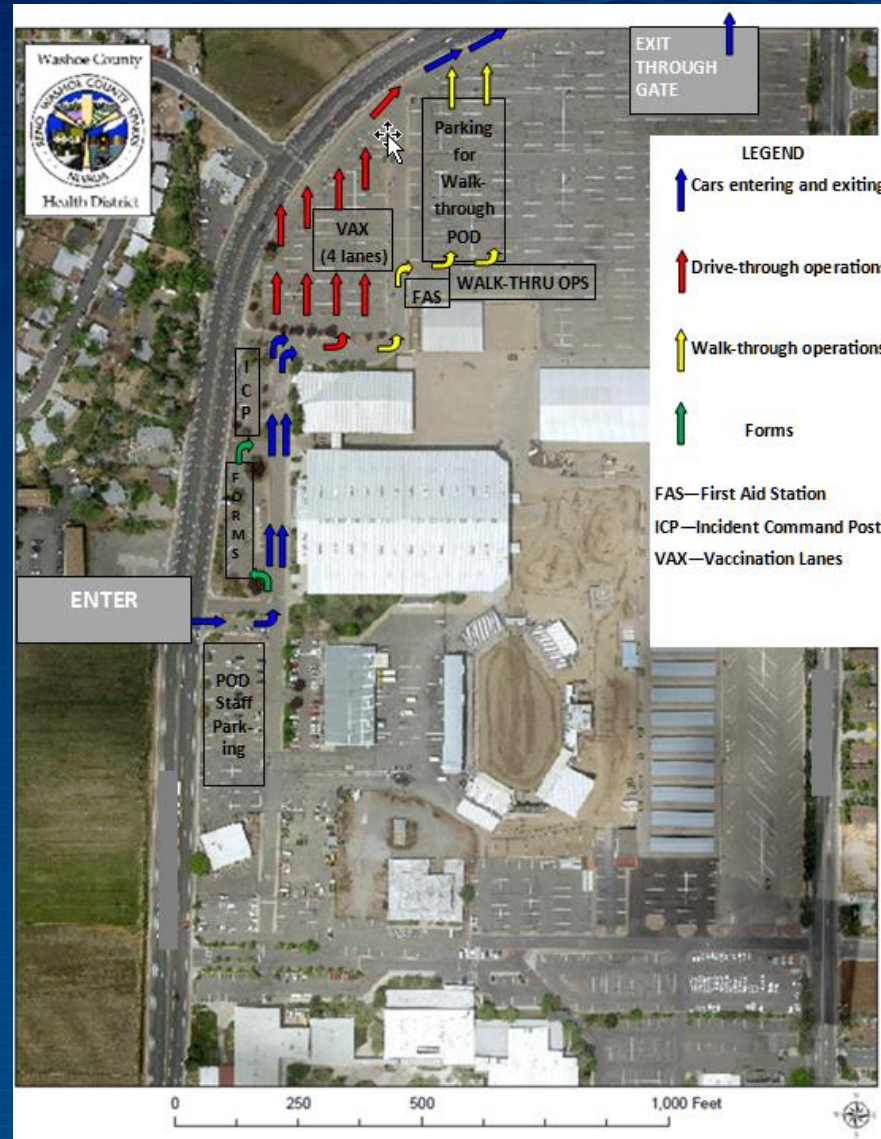 Washoe County
RENO WASHOE COUNTY SPARKS
NEVADA
Health District
EXIT
THROUGH
GATE
LEGEND
Cars entering and exiting
Drive-through operations
Walk-through operations
Forms
FAS—First Aid Station
ICP—Incident Command Post
VAX—Vaccination Lanes
Parking
for
Walk-
through
POD
VAX
(4 lanes)
FAS
WALK-THRU OPS
I
C
P
F
O
R
M
S
ENTER
POD
Staff
Park-
ing
0 250 500 1,000 Feet